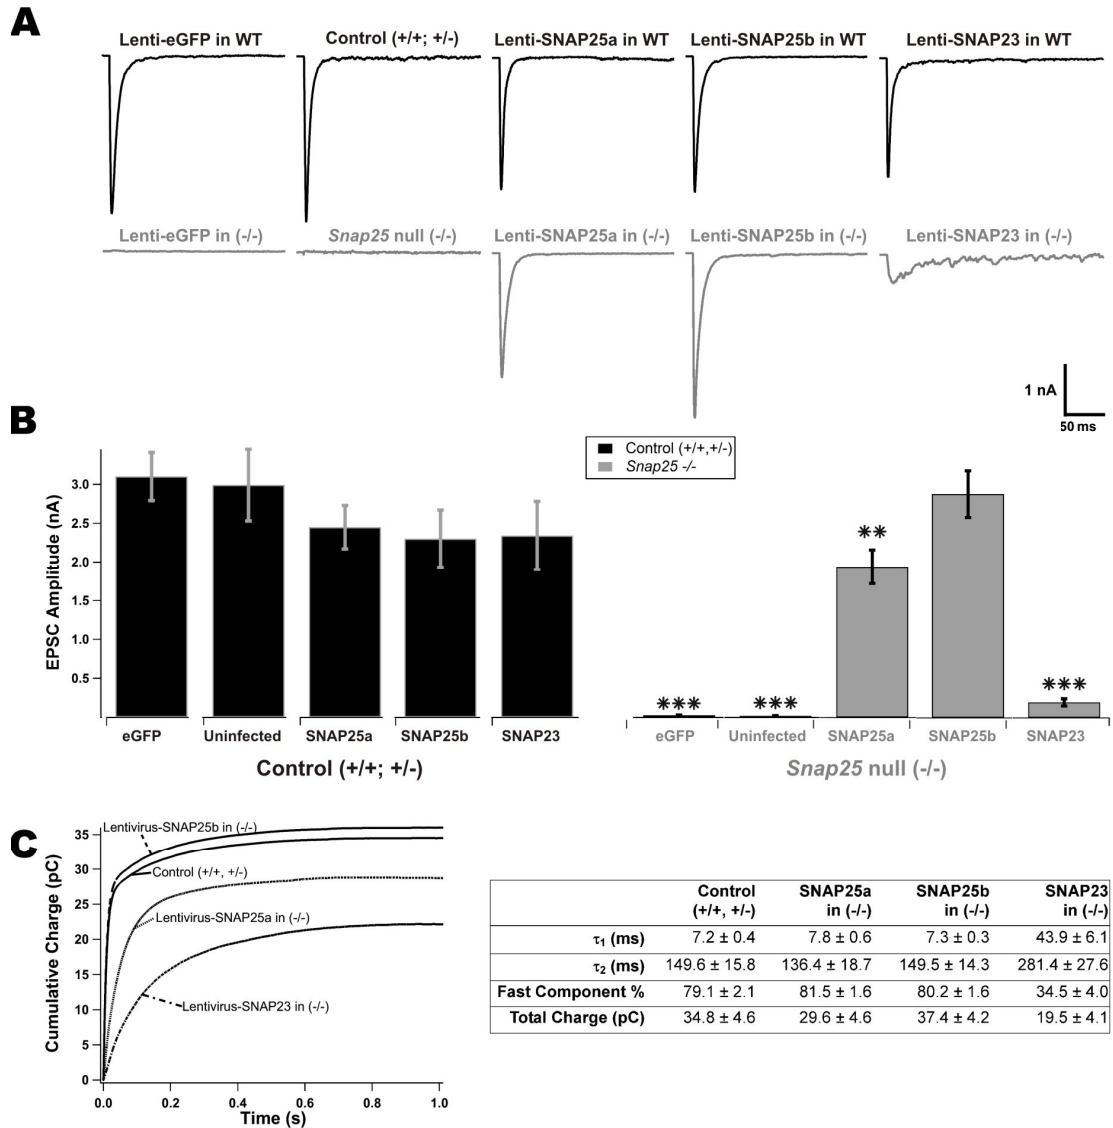 A
Lenti-eGFP in WT
Control (+/+; +/-)
Lenti-SNAP25a in WT
Lenti-SNAP25b in WT
Lenti-SNAP23 in WT
Lenti-eGFP in (-/-)
Snap25 null (-/-)
Lenti-SNAP25a in (-/-)
Lenti-SNAP25b in (-/-)
Lenti-SNAP23 in (-/-)
1 nA
50 ms
B
Control (+/+,+/-)
Snap25 -/-
EPSC Amplitude (nA)
3.0
2.5
2.0
1.5
1.0
0.5
eGFP
Uninfected
SNAP25a
SNAP25b
SNAP23
Control (+/+; +/-)
***
***
**
***
eGFP
Uninfected
SNAP25a
SNAP25b
SNAP23
Snap25 null (-/-)
C
Cumulative Charge (pC)
35
30
25
20
15
10
5
0
Lentivirus-SNAP25b in (-/-)
Control (+/+, +/-)
Lentivirus-SNAP25a in (-/-)
Lentivirus-SNAP23 in (-/-)
0.0 0.2 0.4 0.6 0.8 1.0
Time (s)
Control SNAP25a SNAP25b SNAP23
(+/+, +/-) in (-/-) in (-/-) in (-/-)
τ1 (ms) 7.2 ± 0.4 7.8 ± 0.6 7.3 ± 0.3 43.9 ± 6.1
τ2 (ms) 149.6 ± 15.8 136.4 ± 18.7 149.5 ± 14.3 281.4 ± 27.6
Fast Component % 79.1 ± 2.1 81.5 ± 1.6 80.2 ± 1.6 34.5 ± 4.0
Total Charge (pC) 34.8 ± 4.6 29.6 ± 4.6 37.4 ± 4.2 19.5 ± 4.1